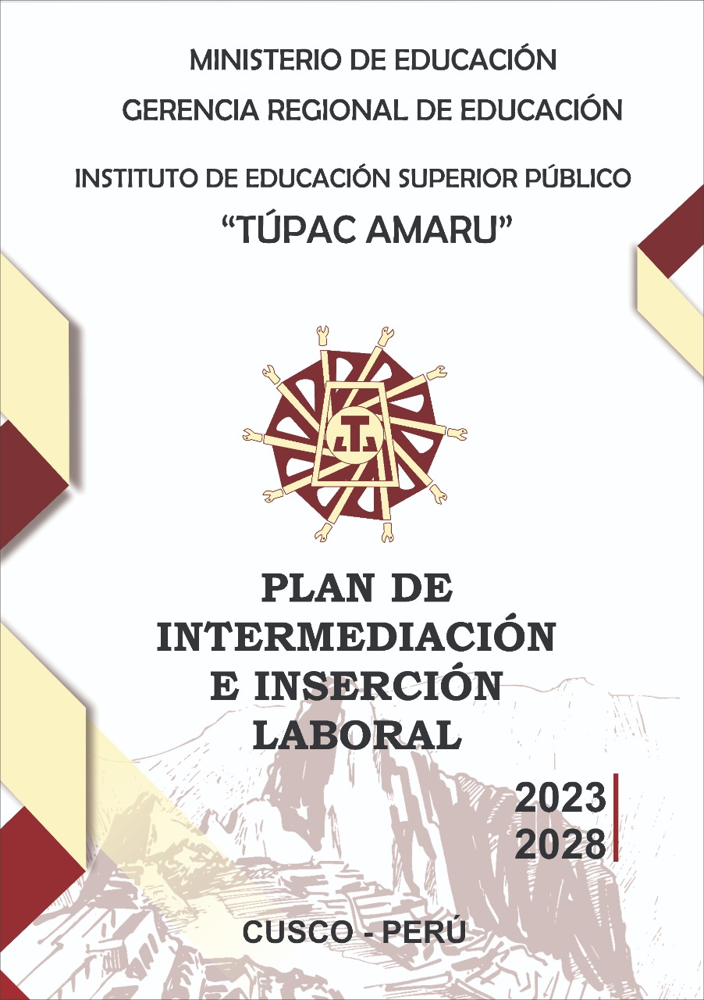 MINISTERIO DE EDUCACIÓN
GERENCIA REGIONAL DE EDUCACIÓN
INSTITUTO DE EDUCACIÓN SUPERIOR PÚBLICO
“TÚPAC AMARU”
TA
PLAN DE
INTERMEDIACIÓN
E INSERCIÓN
LABORAL
2023
2028
CUSCO - PERÚ